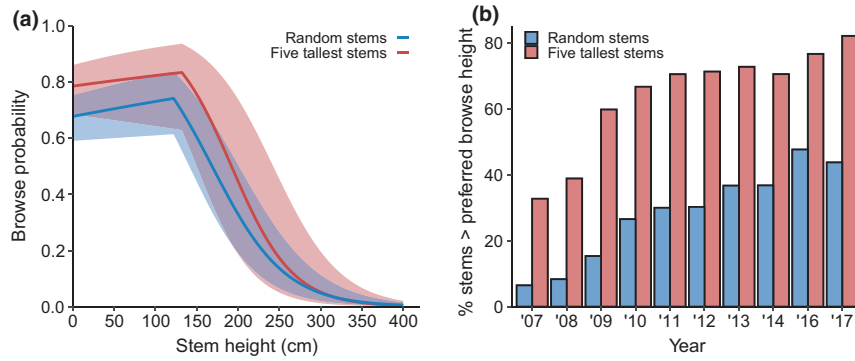 (a)
Random stems
Five tallest stems
Browse probability
1.0
0.8
0.6
0.4
0.2
0.0
0 50 100 150 200 250 300 350 400
Stem height (cm)
(b)
Random stems
Five tallest stems
% stems > preferred browse height
80
60
40
20
0
'07 '08 '09 '10 '11 '12 '13 '14 '16 '17
Year